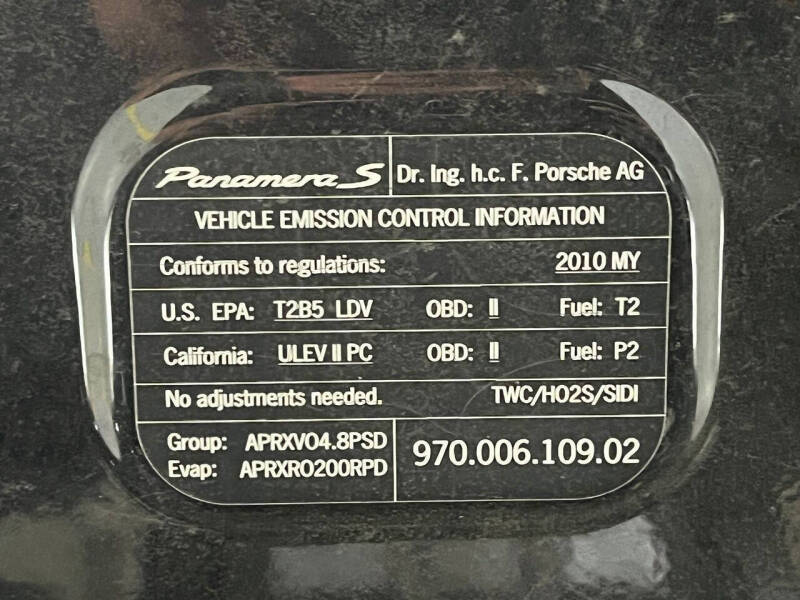 Panamera S Dr. Ing. h.c. F. Porsche AG
VEHICLE EMISSION CONTROL INFORMATION
Conforms to regulations: 2010 MY
U.S. EPA: T2B5 LDV OBD: II Fuel: T2
California: ULEV II PC OBD: II Fuel: P2
No adjustments needed. TWC/HO2S/SIDI
Group: APRXV04.8PSD
Evap: APRXR0200RPD
970.006.109.02